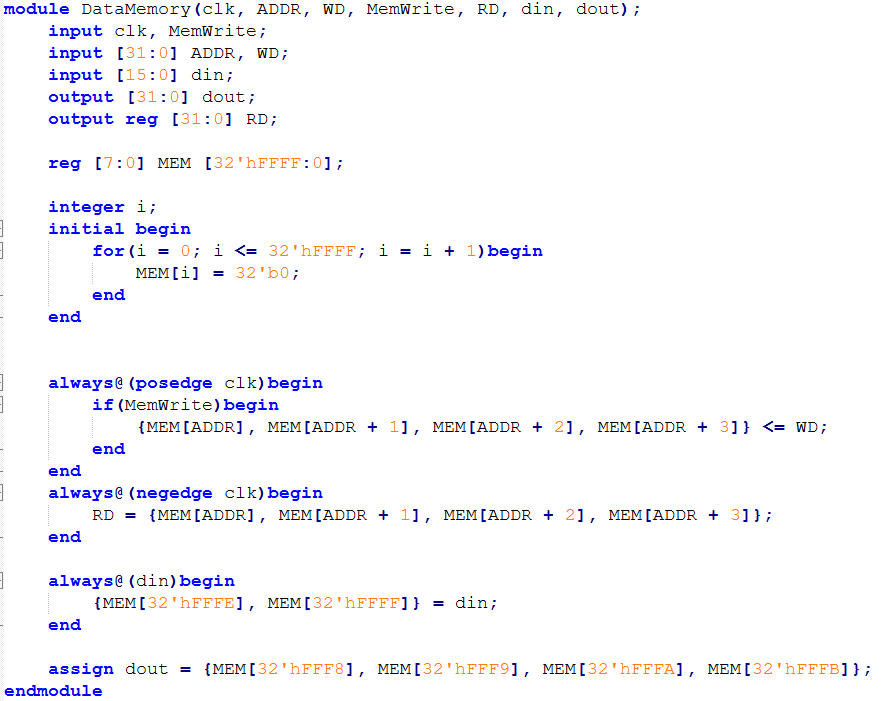 module DataMemory(clk, ADDR, WD, MemWrite, RD, din, dout);
    input clk, MemWrite;
    input [31:0] ADDR, WD;
    input [15:0] din;
    output [31:0] dout;
    output reg [31:0] RD;
    reg [7:0] MEM [32'hFFFF:0];
    integer i;
    initial begin
        for(i = 0; i <= 32'hFFFF; i = i + 1)begin
            MEM[i] = 32'b0;
        end
    end
    always@(posedge clk)begin
        if(MemWrite)begin
            {MEM[ADDR], MEM[ADDR + 1], MEM[ADDR + 2], MEM[ADDR + 3]} <= WD;
        end
    end
    always@(negedge clk)begin
        RD = {MEM[ADDR], MEM[ADDR + 1], MEM[ADDR + 2], MEM[ADDR + 3]};
    end
    always@(din)begin
        {MEM[32'hFFFE], MEM[32'hFFFF]} = din;
    end
    assign dout = {MEM[32'hFFF8], MEM[32'hFFF9], MEM[32'hFFFA], MEM[32'hFFFB]};
endmodule